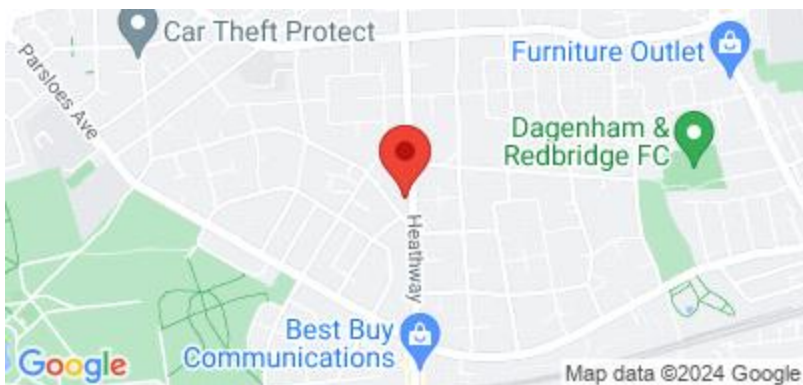 Car Theft Protect
Parsloes Ave
Furniture Outlet
Dagenham &
Redbridge FC
Heathway
Best Buy
Communications
Google
Map data ©2024 Google